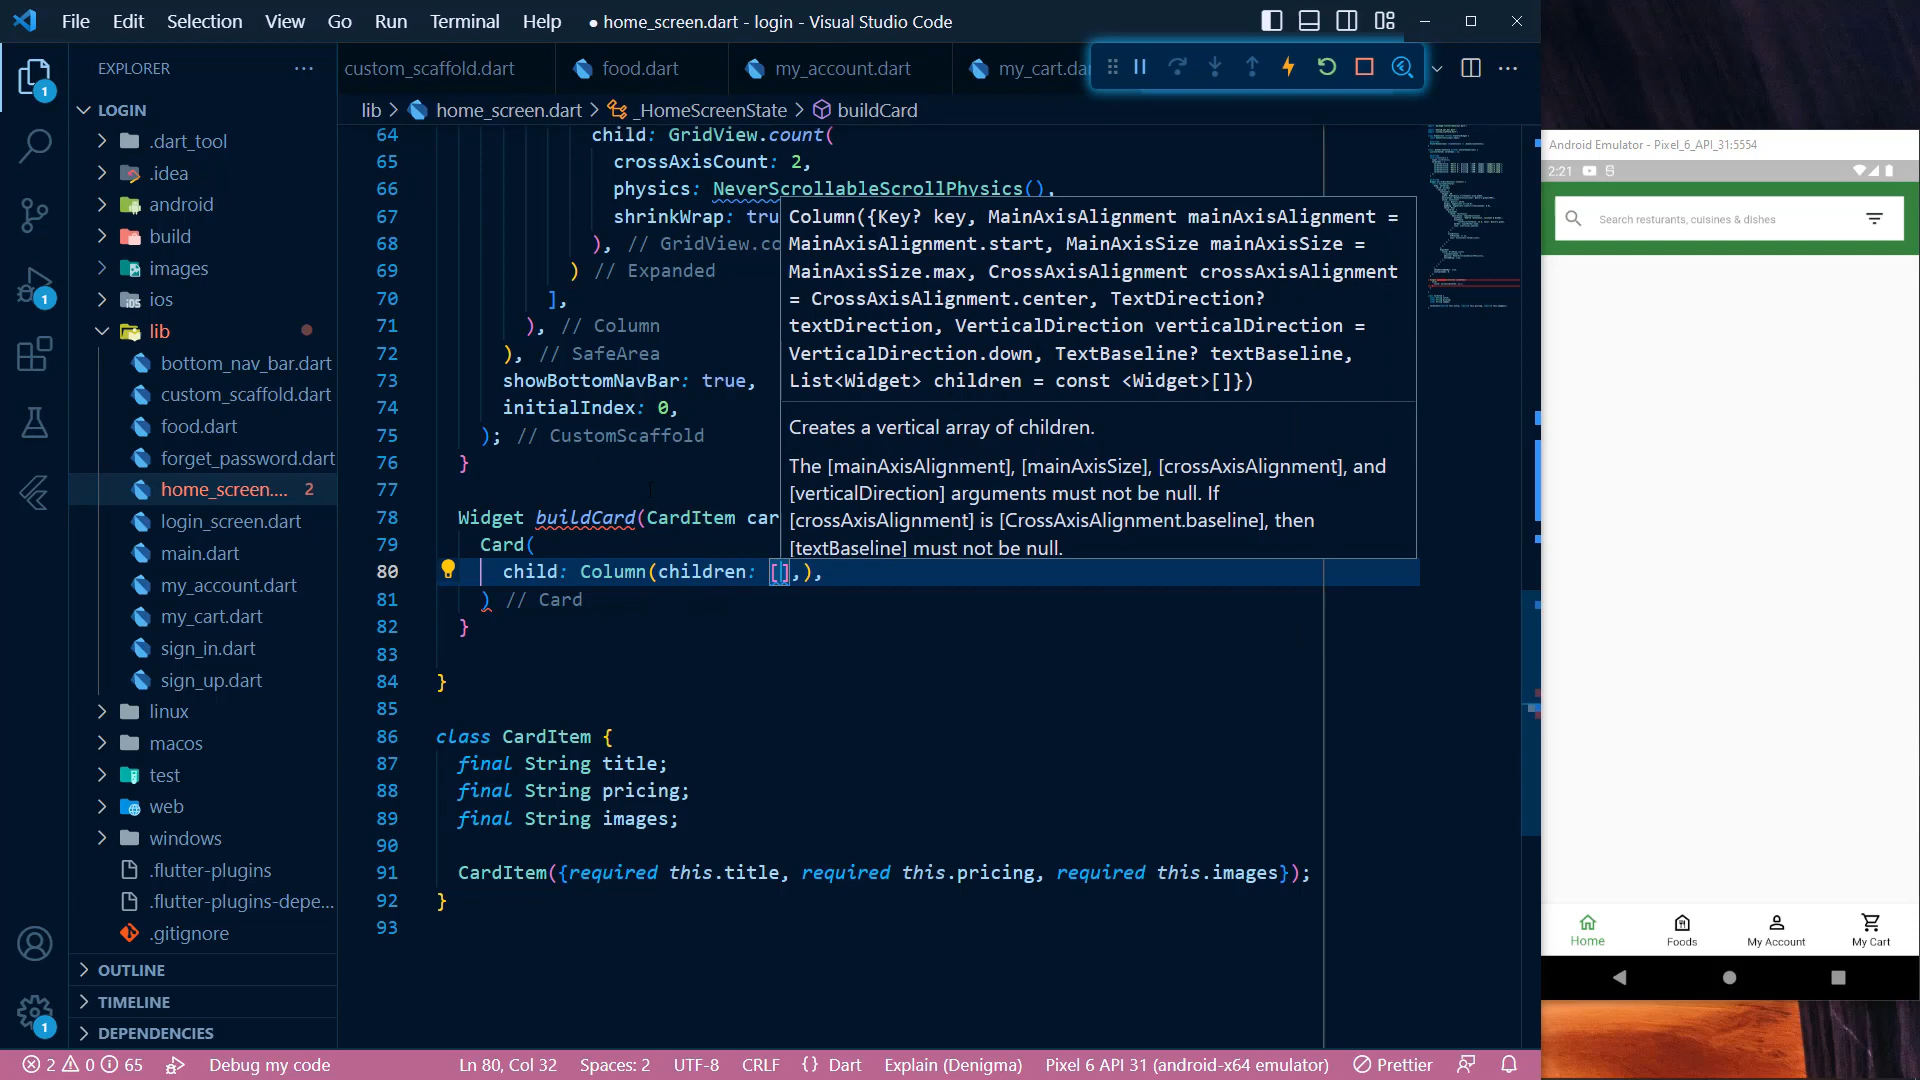 File Edit Selection View Go Run Terminal Help
● home_screen.dart - login - Visual Studio Code
EXPLORER
custom_scaffold.dart food.dart my_account.dart my_cart.da
LOGIN
.dart_tool
.idea
android
build
images
ios
lib
bottom_nav_bar.dart
custom_scaffold.dart
food.dart
forget_password.dart
home_screen.... 2
login_screen.dart
main.dart
my_account.dart
my_cart.dart
sign_in.dart
sign_up.dart
linux
macos
test
web
windows
.flutter-plugins
.flutter-plugins-depe...
.gitignore
OUTLINE
TIMELINE
DEPENDENCIES
1
1
1
lib > home_screen.dart > _HomeScreenState > buildCard
64 child: GridView.count(
65 crossAxisCount: 2,
66 physics: NeverScrollableScrollPhysics(),
67 shrinkWrap: tru
68 ), // GridView.co
69 ) // Expanded
70 ],
71 ), // Column
72 ), // SafeArea
73 showBottomNavBar: true,
74 initialIndex: 0,
75 ); // CustomScaffold
76 }
77
78 Widget buildCard(CardItem car
79 Card(
80 child: Column(children: [],),
81 ) // Card
82 }
83
84 }
85
86 class CardItem {
87 final String title;
88 final String pricing;
89 final String images;
90
91 CardItem({required this.title, required this.pricing, required this.images});
92 }
93
Column({Key? key, MainAxisAlignment mainAxisAlignment =
MainAxisAlignment.start, MainAxisSize mainAxisSize =
MainAxisSize.max, CrossAxisAlignment crossAxisAlignment
= CrossAxisAlignment.center, TextDirection?
textDirection, VerticalDirection verticalDirection =
VerticalDirection.down, TextBaseline? textBaseline,
List<Widget> children = const <Widget>[]})
Creates a vertical array of children.
The [mainAxisAlignment], [mainAxisSize], [crossAxisAlignment], and
[verticalDirection] arguments must not be null. If
[crossAxisAlignment] is [CrossAxisAlignment.baseline], then
[textBaseline] must not be null.
Android Emulator - Pixel_6_API_31:5554
2:21
Search resturants, cuisines & dishes
Home Foods My Account My Cart
2 0 65 Debug my code Ln 80, Col 32 Spaces: 2 UTF-8 CRLF {} Dart Explain (Denigma) Pixel 6 API 31 (android-x64 emulator) Prettier